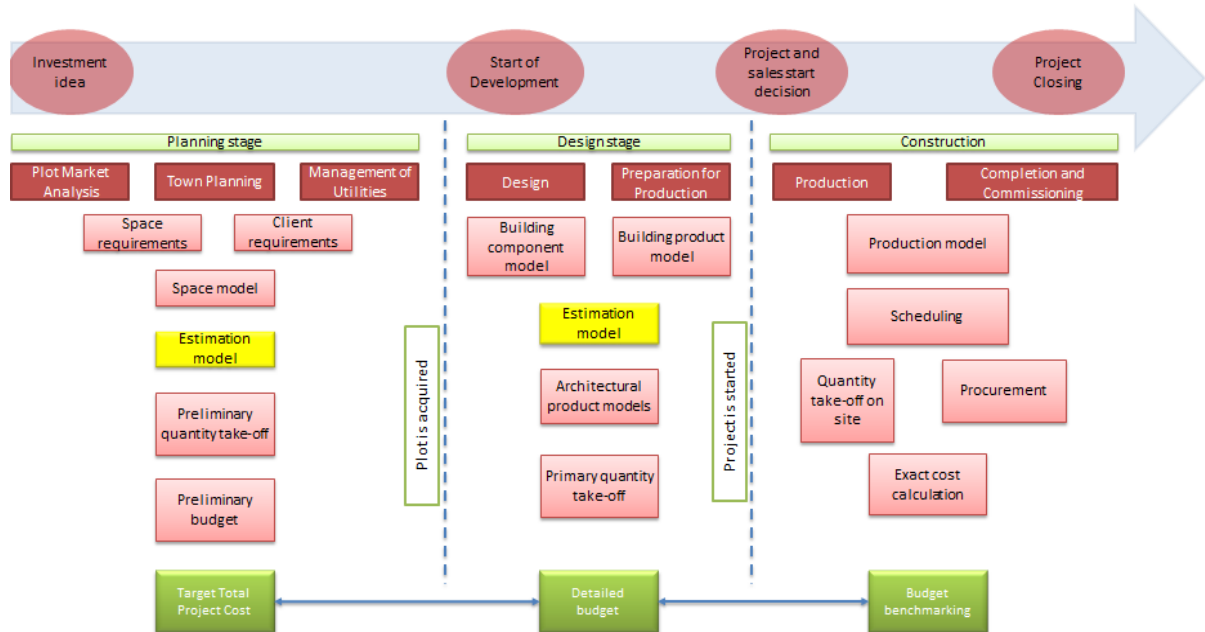 Investment
idea
Start of
Development
Project and
sales start
decision
Project
Closing
Planning stage
Design stage
Construction
Plot Market
Analysis
Town Planning
Management of
Utilities
Design
Preparation for
Production
Production
Completion and
Commissioning
Space
requirements
Client
requirements
Building
component
model
Building product
model
Production model
Space model
Estimation
model
Estimation
model
Scheduling
Plot is acquired
Project is started
Preliminary
quantity take-off
Architectural
product models
Quantity
take-off on
site
Procurement
Preliminary
budget
Primary quantity
take-off
Exact cost
calculation
Target Total
Project Cost
Detailed
budget
Budget
benchmarking